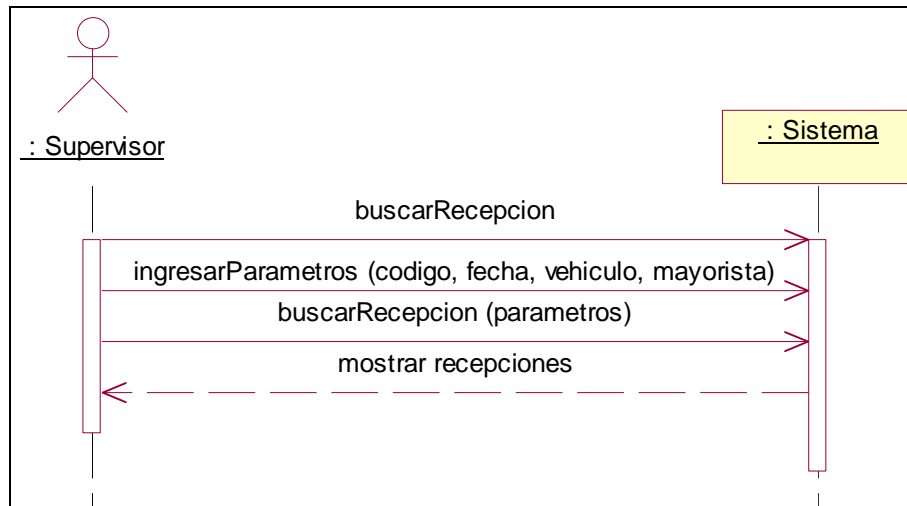 : Supervisor
: Sistema
buscarRecepcion
ingresarParametros (codigo, fecha, vehiculo, mayorista)
buscarRecepcion (parametros)
mostrar recepciones